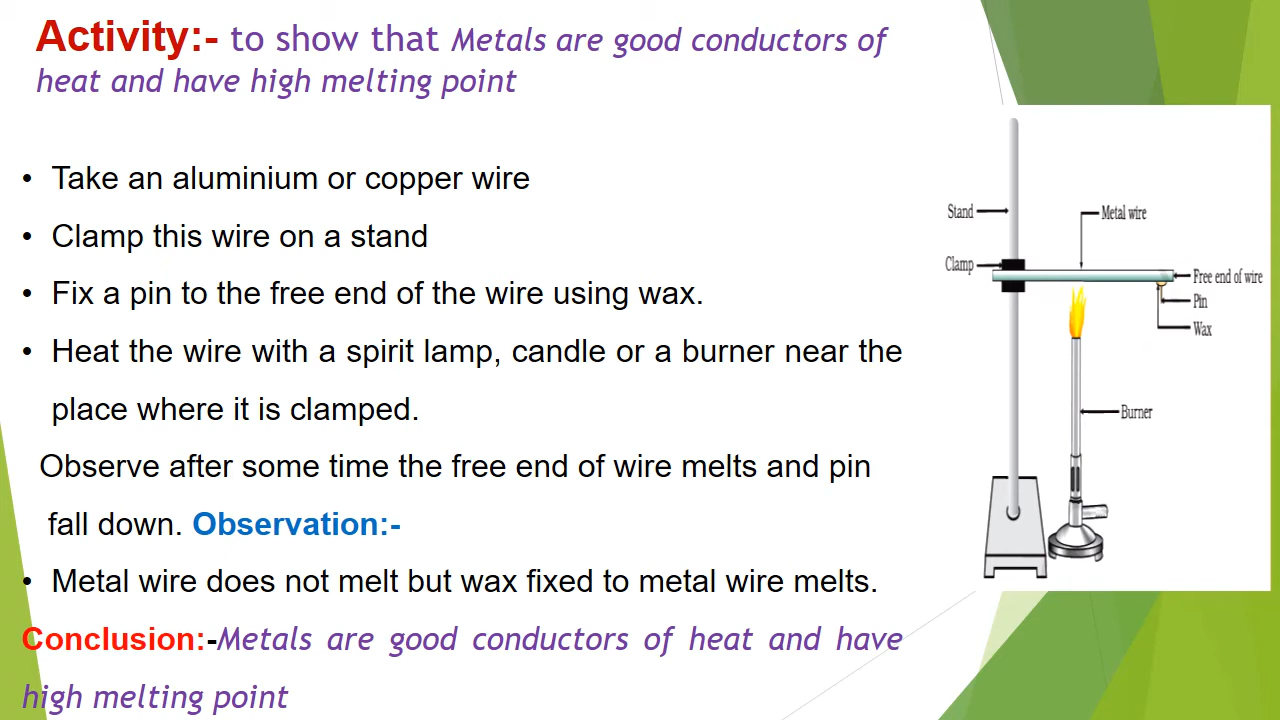 Activity:- to show that Metals are good conductors of
heat and have high melting point
• Take an aluminium or copper wire
• Clamp this wire on a stand
• Fix a pin to the free end of the wire using wax.
• Heat the wire with a spirit lamp, candle or a burner near the
place where it is clamped.
Observe after some time the free end of wire melts and pin
fall down. Observation:-
• Metal wire does not melt but wax fixed to metal wire melts.
Conclusion:-Metals are good conductors of heat and have
high melting point
Stand
Metal wire
Clamp
Free end of wire
Pin
Wax
Burner